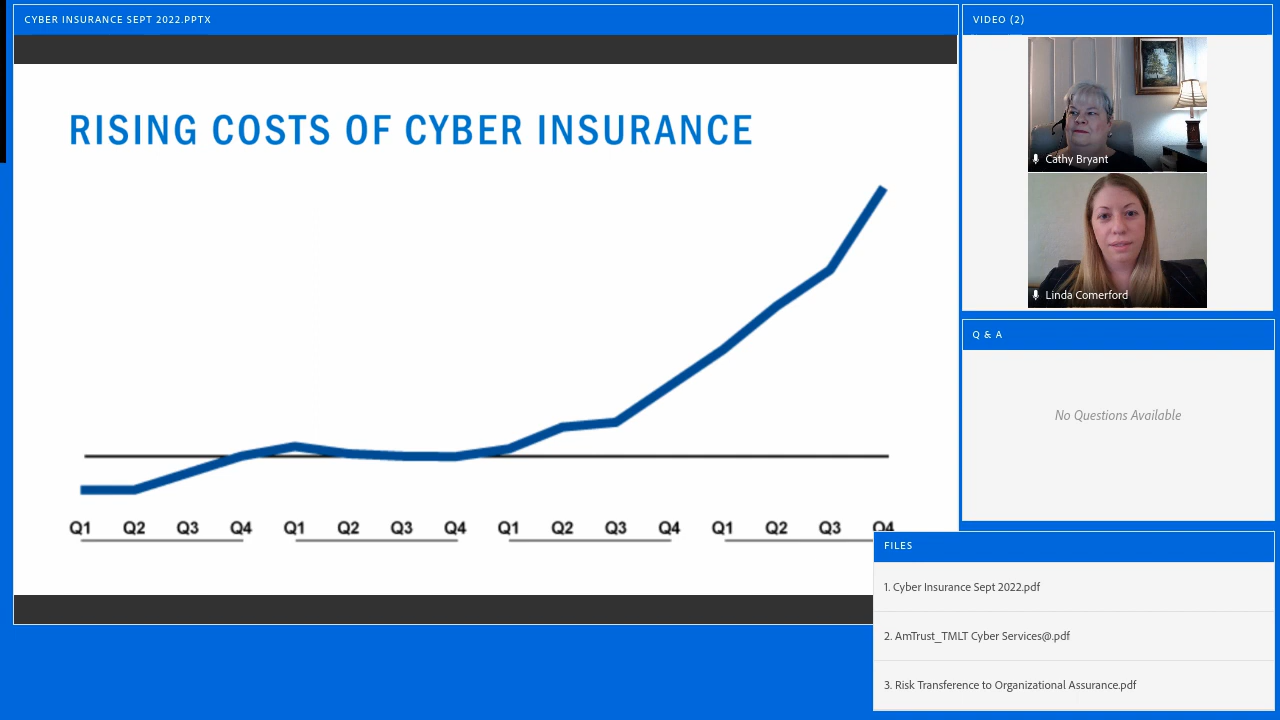 CYBER INSURANCE SEPT 2022.PPTX
RISING COSTS OF CYBER INSURANCE
Q1 Q2 Q3 Q4 Q1 Q2 Q3 Q4 Q1 Q2 Q3 Q4 Q1 Q2 Q3 Q4
VIDEO (2)
Cathy Bryant
Linda Comerford
Q & A
No Questions Available
FILES
1. Cyber Insurance Sept 2022.pdf
2. AmTrust_TMLT Cyber Services@.pdf
3. Risk Transference to Organizational Assurance.pdf